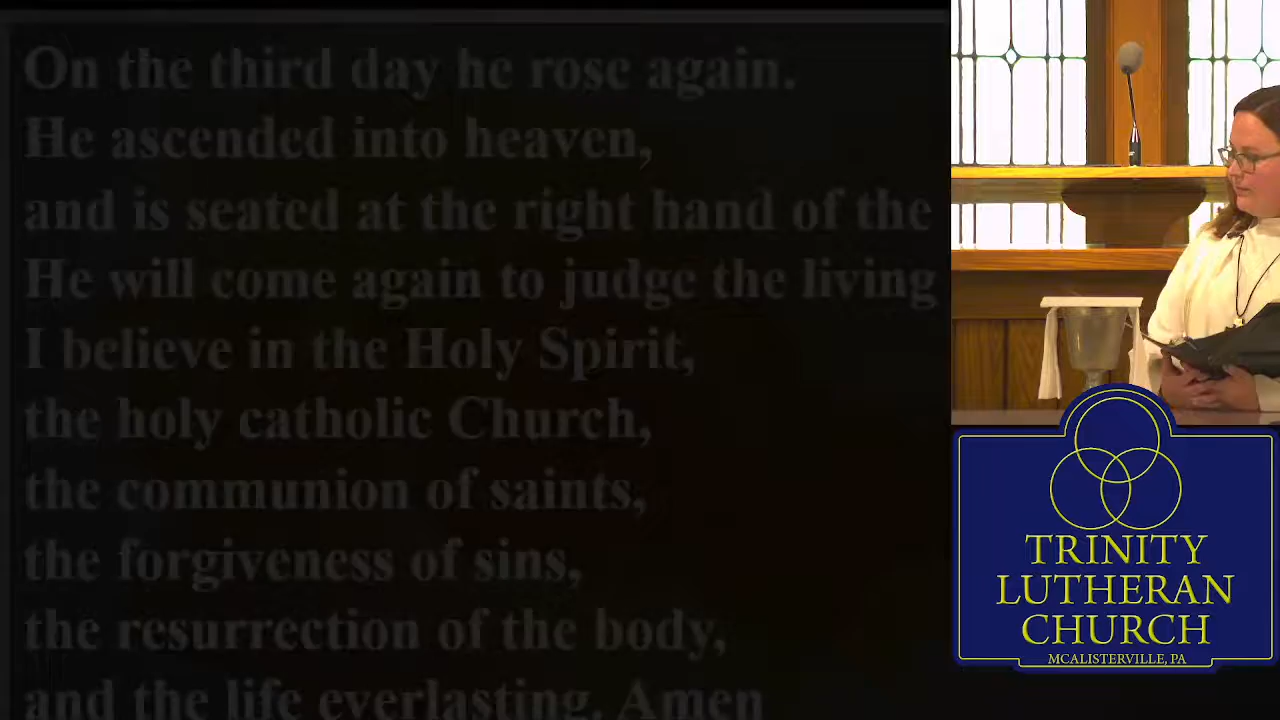 On the third day he rose again.
He ascended into heaven,
and is seated at the right hand of the
He will come again to judge the living
I believe in the Holy Spirit,
the holy catholic Church,
the communion of saints,
the forgiveness of sins,
the resurrection of the body,
and the life everlasting. Amen
TRINITY
LUTHERAN
CHURCH
MCALISTERVILLE, PA